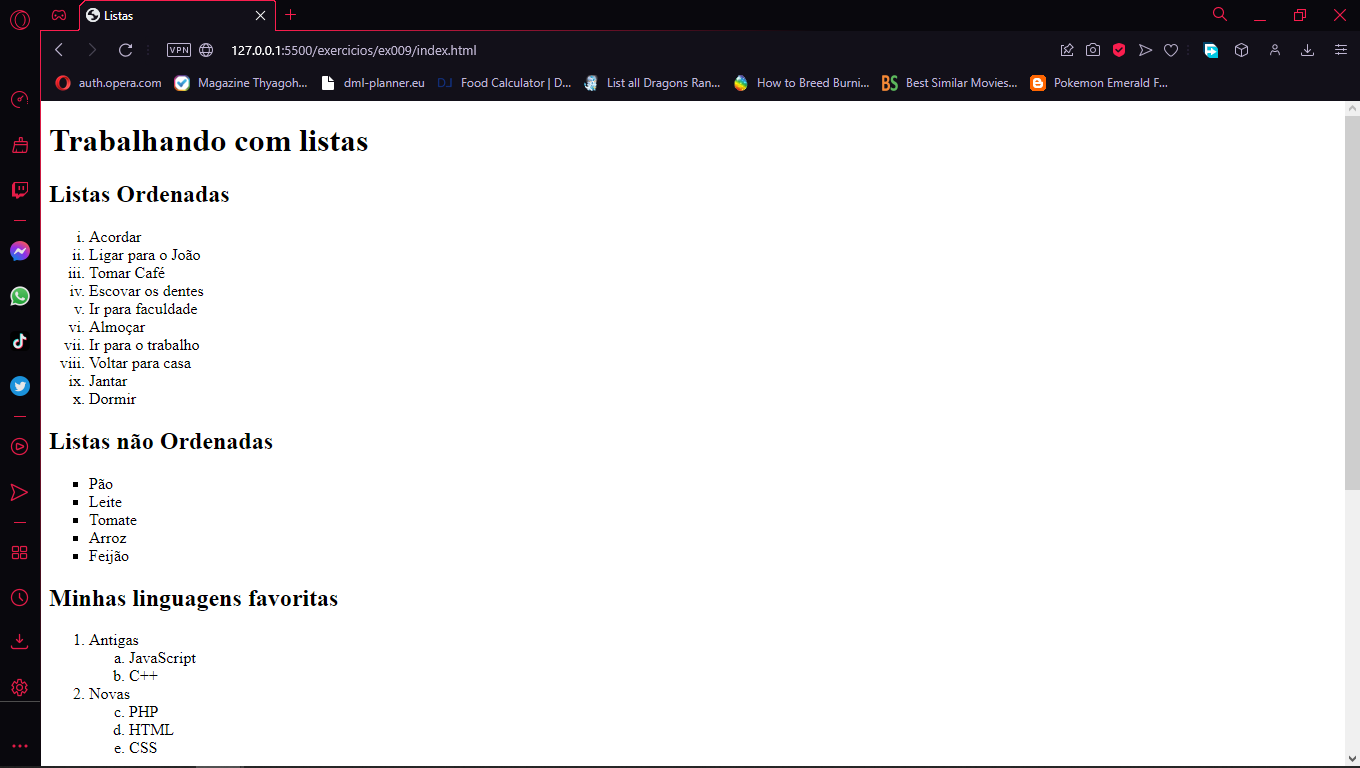 Listas
VPN
127.0.0.1:5500/exercicios/ex009/index.html
auth.opera.com Magazine Thyagoh... dml-planner.eu D.I Food Calculator | D... List all Dragons Ran... How to Breed Burni... BS Best Similar Movies... Pokemon Emerald F...
Trabalhando com listas
Listas Ordenadas
i. Acordar
ii. Ligar para o João
iii. Tomar Café
iv. Escovar os dentes
v. Ir para faculdade
vi. Almoçar
vii. Ir para o trabalho
viii. Voltar para casa
ix. Jantar
x. Dormir
Listas não Ordenadas
Pão
Leite
Tomate
Arroz
Feijão
Minhas linguagens favoritas
1. Antigas
a. JavaScript
b. C++
2. Novas
c. PHP
d. HTML
e. CSS